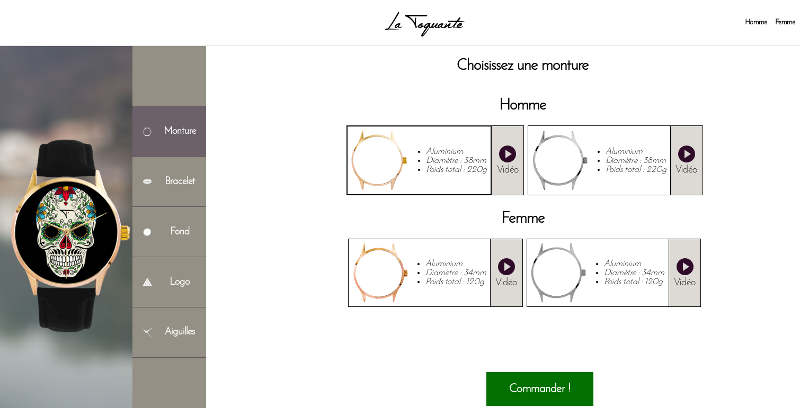 La Toquante
Homme Femme
Choisissez une monture
Homme
Aluminium
Diamètre : 38mm
Poids total : 220g
Vidéo
Aluminium
Diamètre : 38mm
Poids total : 220g
Vidéo
Femme
Aluminium
Diamètre : 34mm
Poids total : 120g
Vidéo
Aluminium
Diamètre : 34mm
Poids total : 120g
Vidéo
Commander !
Monture
Bracelet
Fond
Logo
Aiguilles